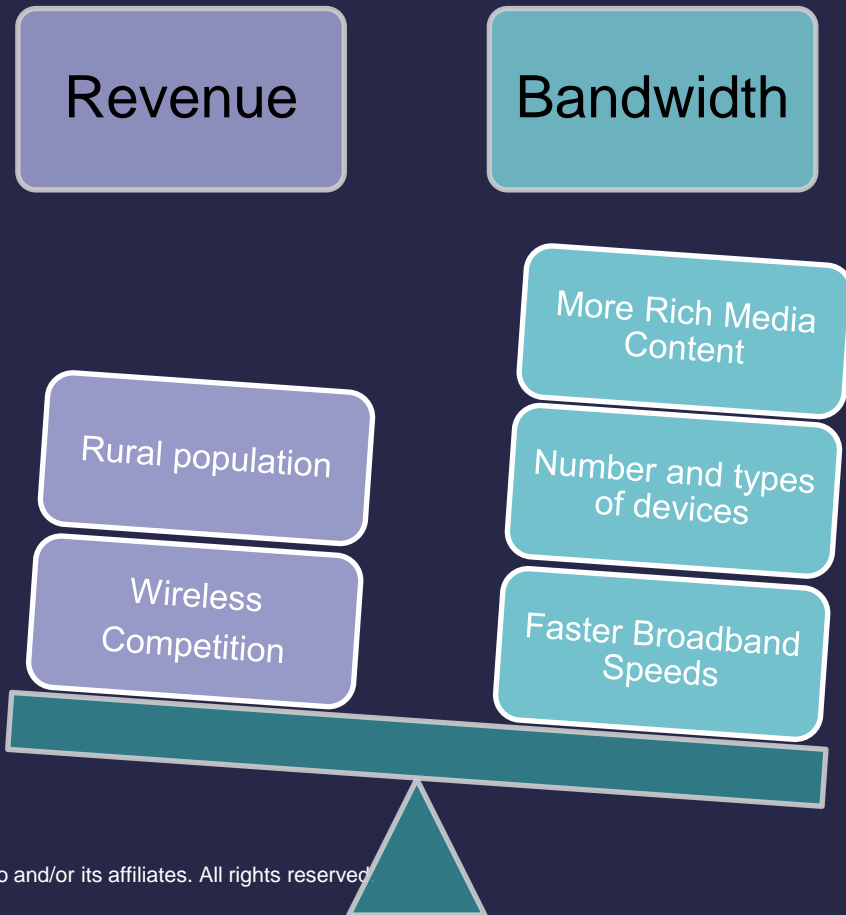 Revenue
Bandwidth
More Rich Media
Content
Rural population
Number and types
of devices
Wireless
Competition
Faster Broadband
Speeds
and/or its affiliates. All rights reserved.